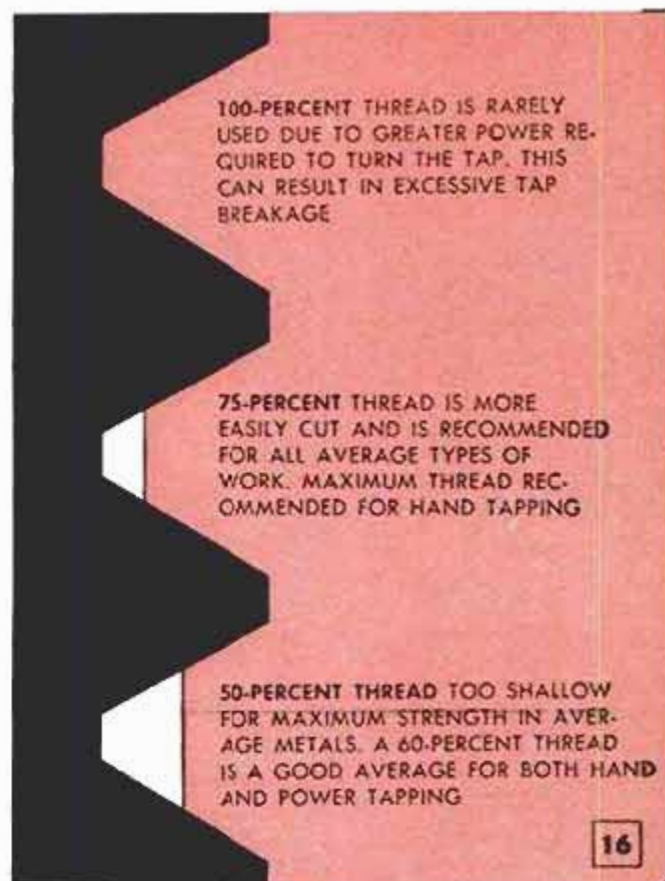 100-PERCENT THREAD IS RARELY
USED DUE TO GREATER POWER RE-
QUIRED TO TURN THE TAP. THIS
CAN RESULT IN EXCESSIVE TAP
BREAKAGE
75-PERCENT THREAD IS MORE
EASILY CUT AND IS RECOMMENDED
FOR ALL AVERAGE TYPES OF
WORK. MAXIMUM THREAD REC-
OMMENDED FOR HAND TAPPING
50-PERCENT THREAD TOO SHALLOW
FOR MAXIMUM STRENGTH IN AVER-
AGE METALS. A 60-PERCENT THREAD
IS A GOOD AVERAGE FOR BOTH HAND
AND POWER TAPPING
16